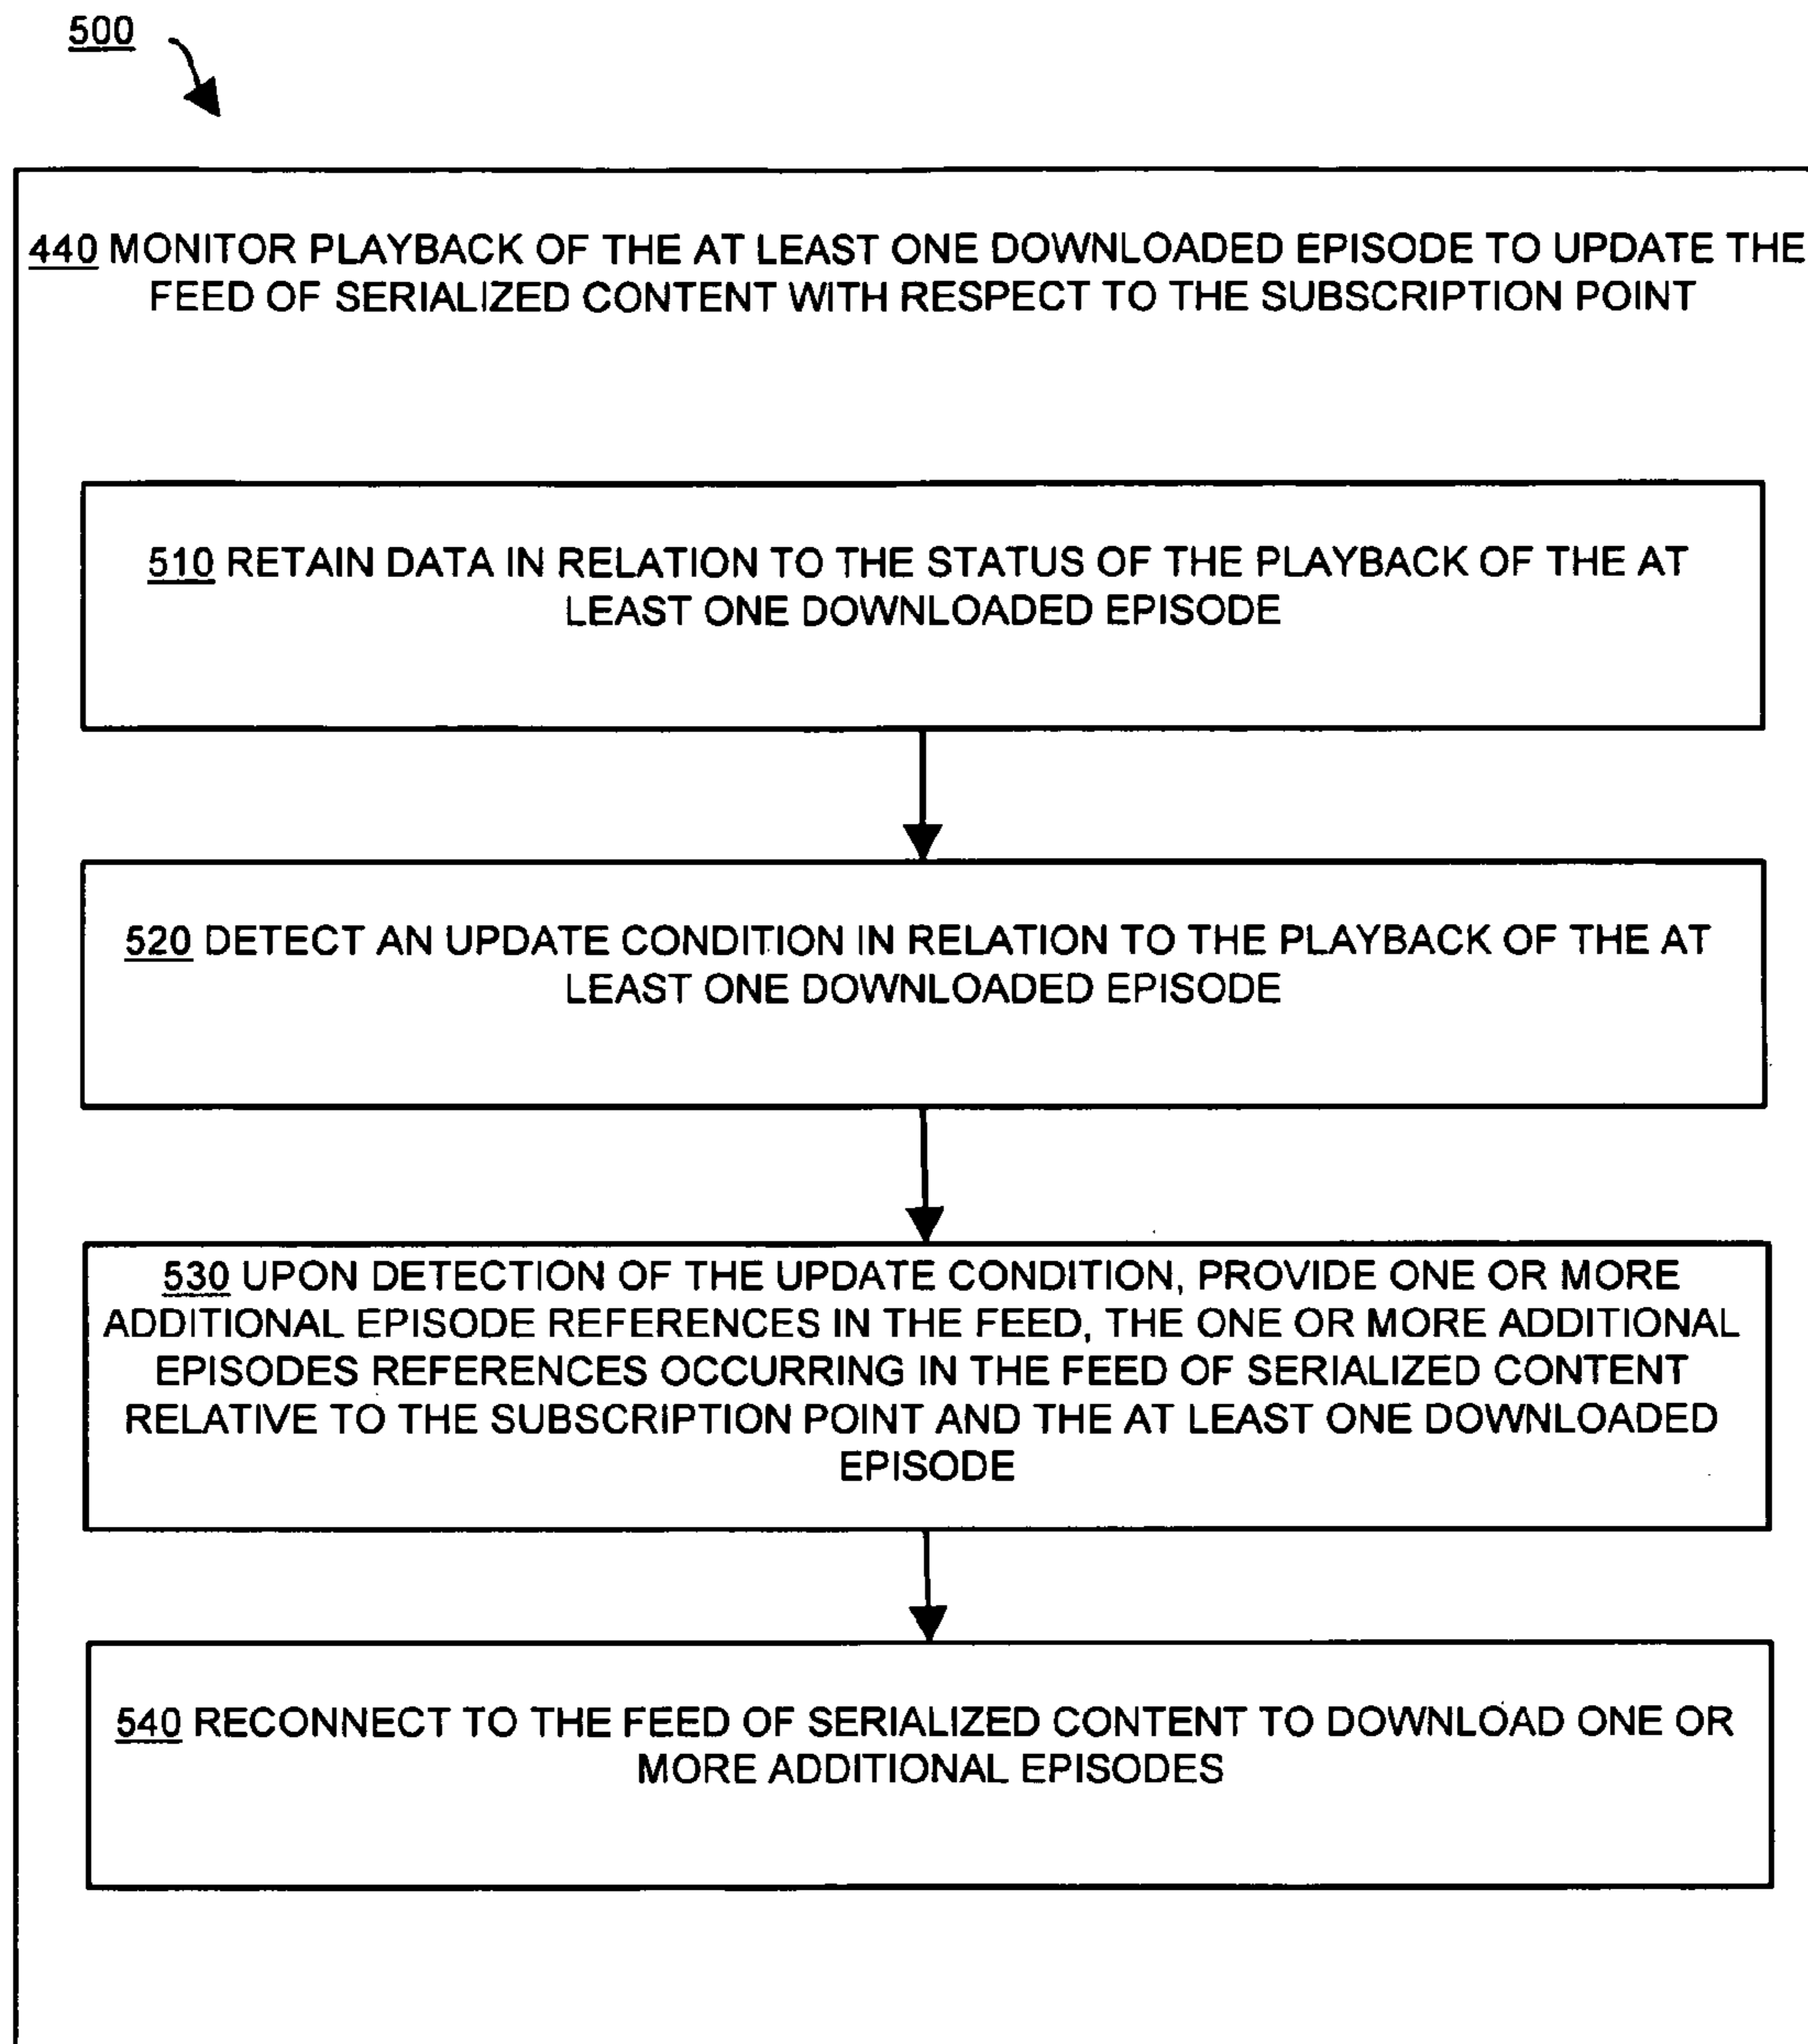 500
440 MONITOR PLAYBACK OF THE AT LEAST ONE DOWNLOADED EPISODE TO UPDATE THE
FEED OF SERIALIZED CONTENT WITH RESPECT TO THE SUBSCRIPTION POINT
510 RETAIN DATA IN RELATION TO THE STATUS OF THE PLAYBACK OF THE AT
LEAST ONE DOWNLOADED EPISODE
520 DETECT AN UPDATE CONDITION IN RELATION TO THE PLAYBACK OF THE AT
LEAST ONE DOWNLOADED EPISODE
530 UPON DETECTION OF THE UPDATE CONDITION, PROVIDE ONE OR MORE
ADDITIONAL EPISODE REFERENCES IN THE FEED, THE ONE OR MORE ADDITIONAL
EPISODES REFERENCES OCCURRING IN THE FEED OF SERIALIZED CONTENT
RELATIVE TO THE SUBSCRIPTION POINT AND THE AT LEAST ONE DOWNLOADED
EPISODE
540 RECONNECT TO THE FEED OF SERIALIZED CONTENT TO DOWNLOAD ONE OR
MORE ADDITIONAL EPISODES